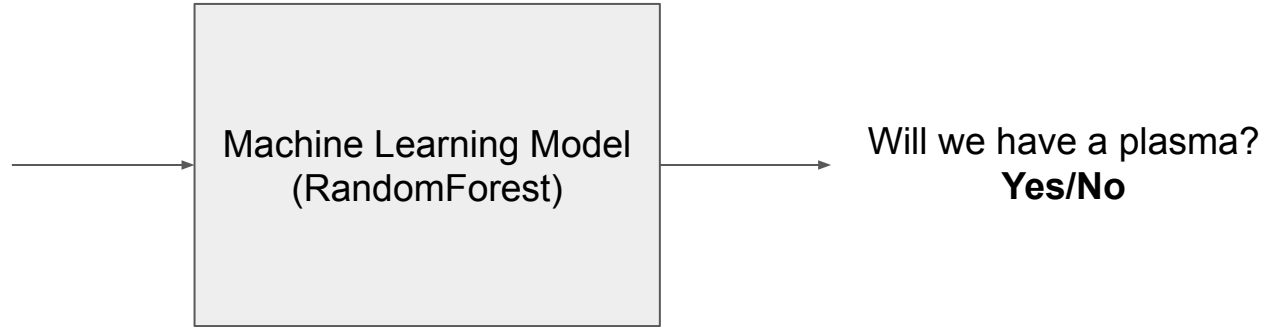 Machine Learning Model
(RandomForest)
Will we have a plasma?
Yes/No